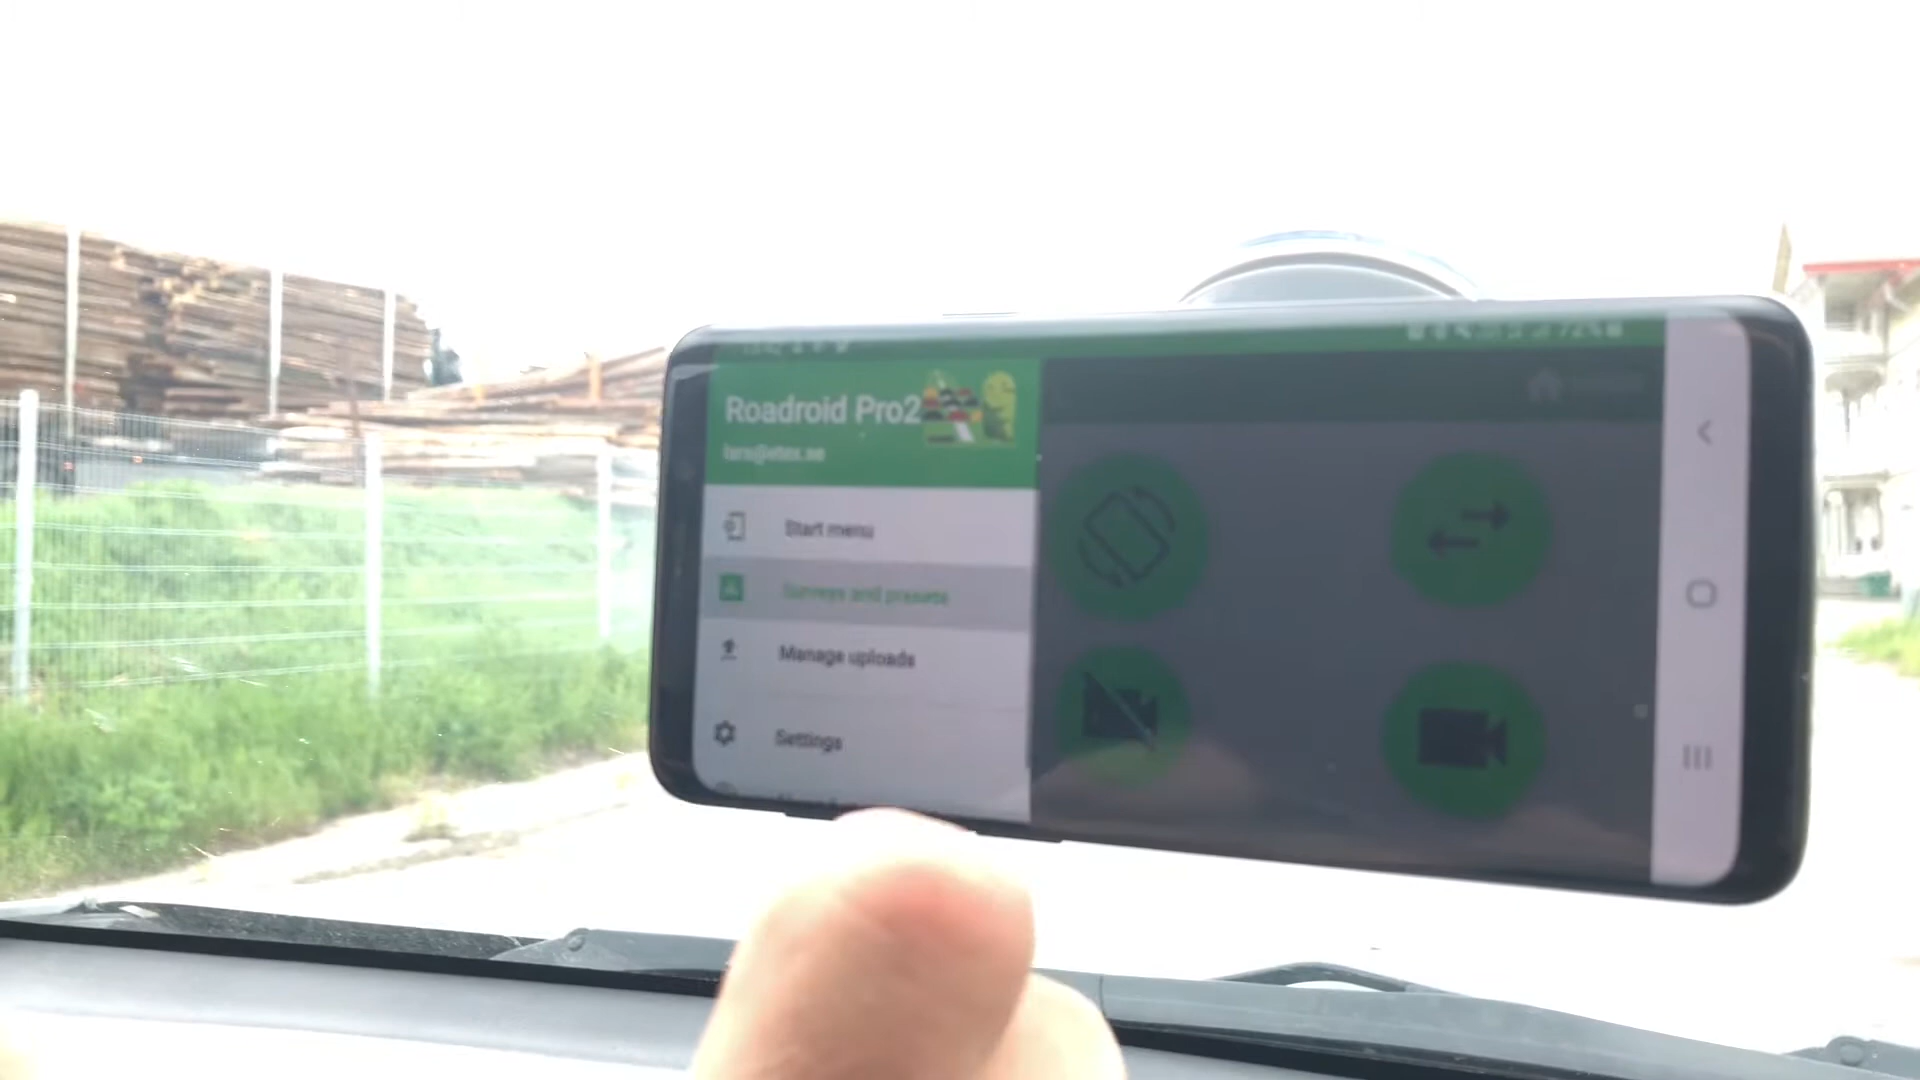 Roadroid Pro2
Start menu
Surveys and presets
Manage uploads
Settings